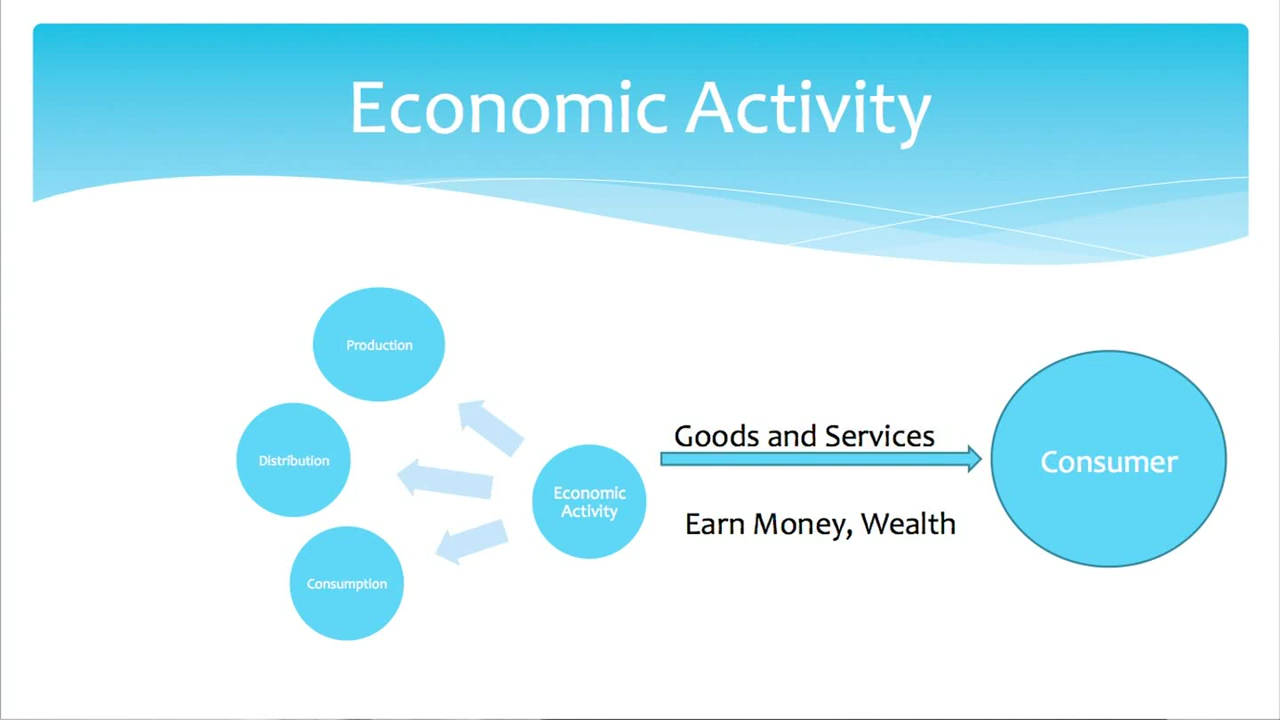 Economic Activity
Production
Distribution
Consumption
Economic
Activity
Goods and Services
Earn Money, Wealth
Consumer